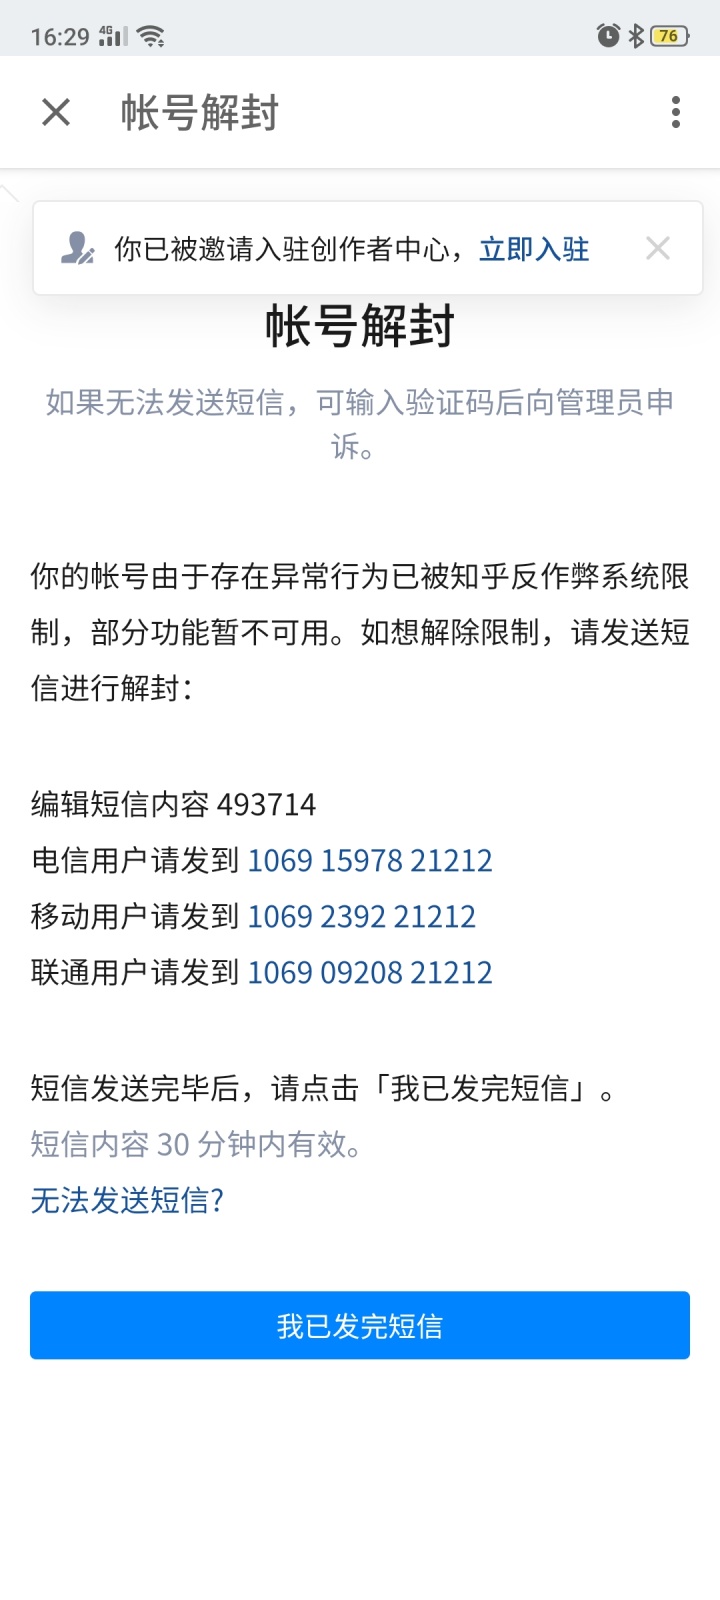 16:29 4G 76
帐号解封
你已被邀请入驻创作者中心，立即入驻
帐号解封
如果无法发送短信，可输入验证码后向管理员申
诉。
你的帐号由于存在异常行为已被知乎反作弊系统限
制，部分功能暂不可用。如想解除限制，请发送短
信进行解封：
编辑短信内容 493714
电信用户请发到 1069 15978 21212
移动用户请发到 1069 2392 21212
联通用户请发到 1069 09208 21212
短信发送完毕后，请点击「我已发完短信」。
短信内容 30 分钟内有效。
无法发送短信?
我已发完短信